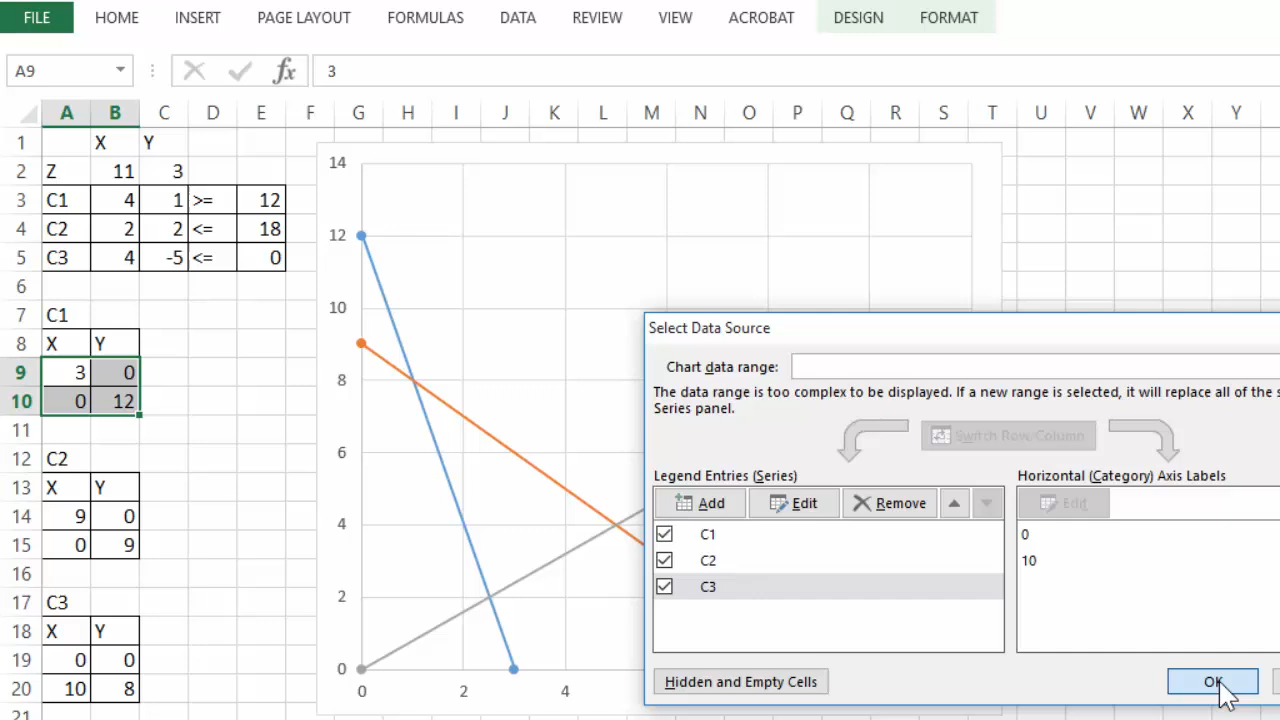 FILE HOME INSERT PAGE LAYOUT FORMULAS DATA REVIEW VIEW ACROBAT DESIGN FORMAT
A9 fx 3
A B C D E F G H I J K L M N O P Q R S T U V W X Y
1 X Y
2 Z 11 3
3 C1 4 1 >= 12
4 C2 2 2 <= 18
5 C3 4 -5 <= 0
6
7 C1
8 X Y
9 3 0
10 0 12
11
12 C2
13 X Y
14 9 0
15 0 9
16
17 C3
18 X Y
19 0 0
20 10 8
21
14
12
10
8
6
4
2
0
0 2 4
Select Data Source
Chart data range:
The data range is too complex to be displayed. If a new range is selected, it will replace all of the s
Series panel.
Switch Row/Column
Legend Entries (Series)
Add Edit Remove
C1
C2
C3
Horizontal (Category) Axis Labels
Edit
0
10
Hidden and Empty Cells
OK